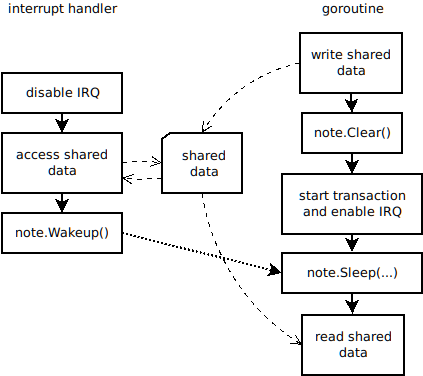 interrupt handler
goroutine
write shared
data
disable IRQ
note.Clear()
access shared
data
shared
data
start transaction
and enable IRQ
note.Wakeup()
note.Sleep(...)
read shared
data